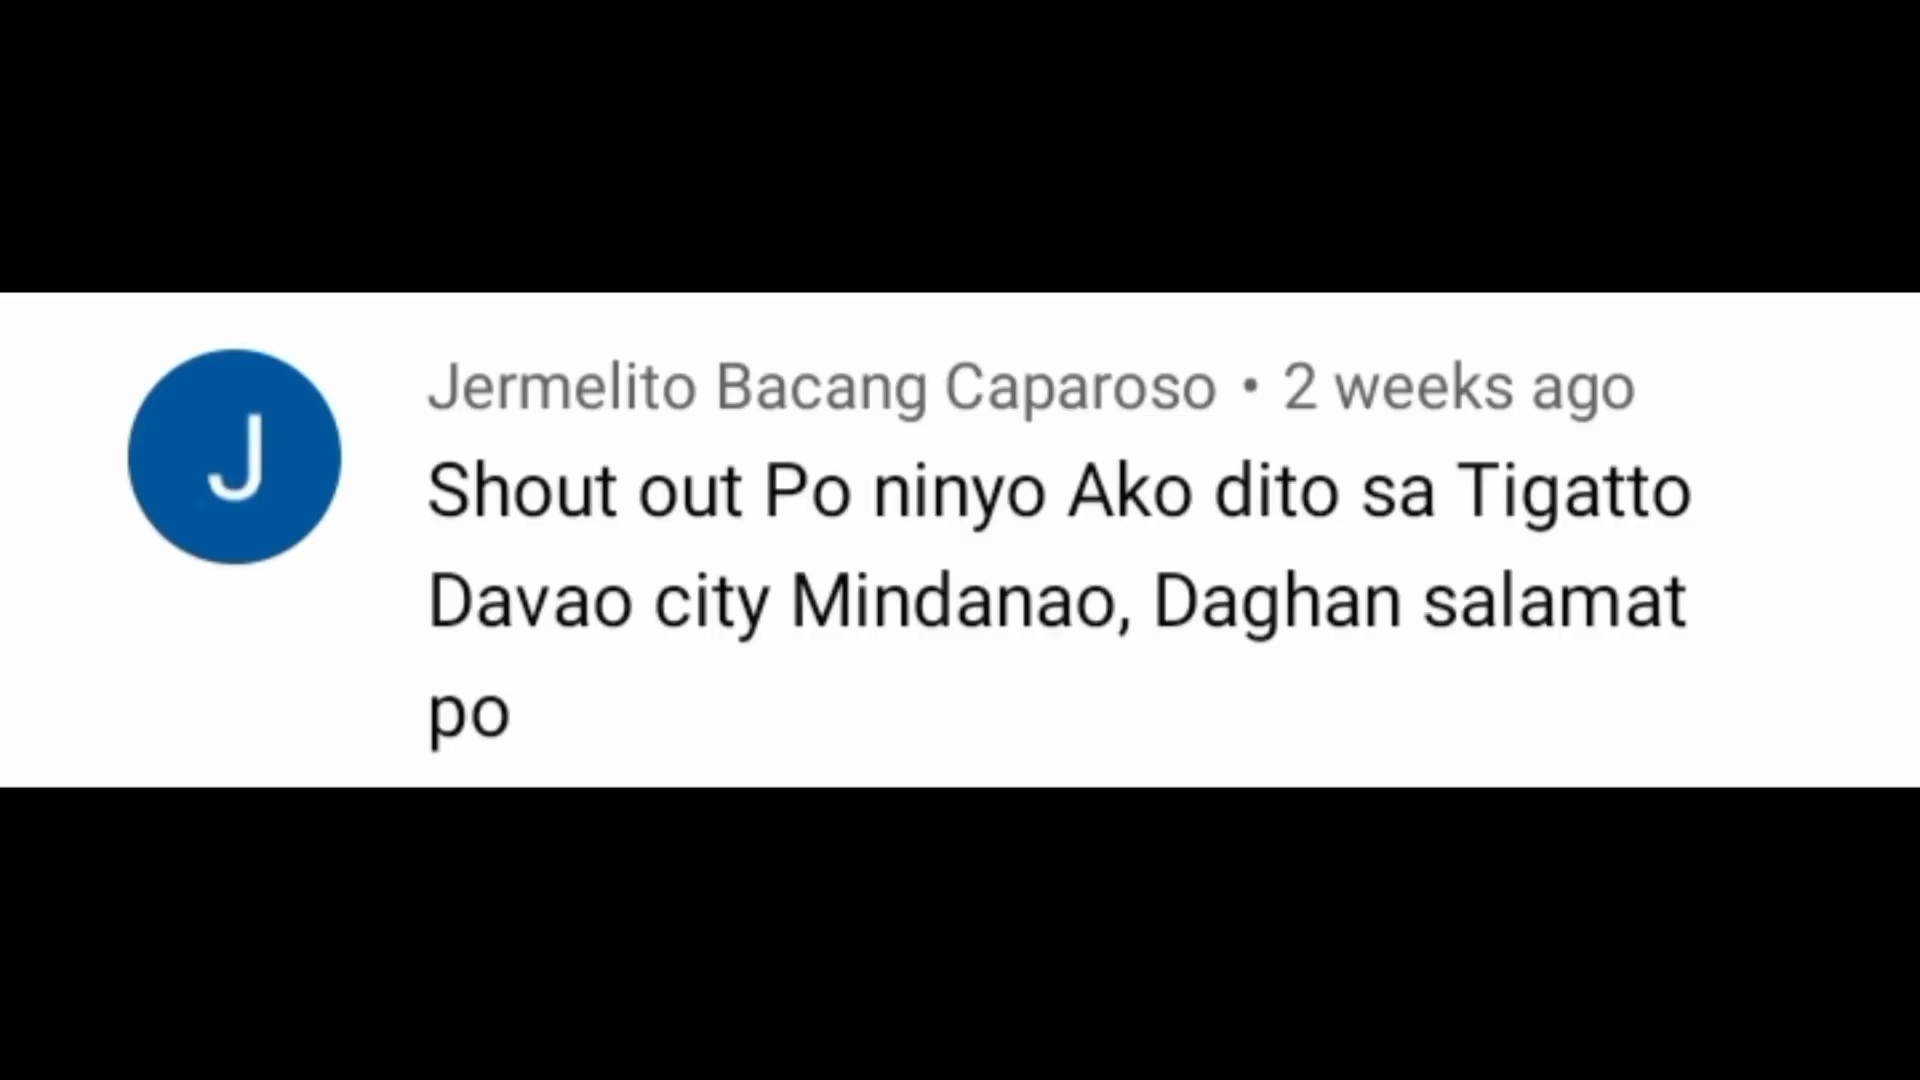 J
Jermelito Bacang Caparoso • 2 weeks ago
Shout out Po ninyo Ako dito sa Tigatto
Davao city Mindanao, Daghan salamat
po